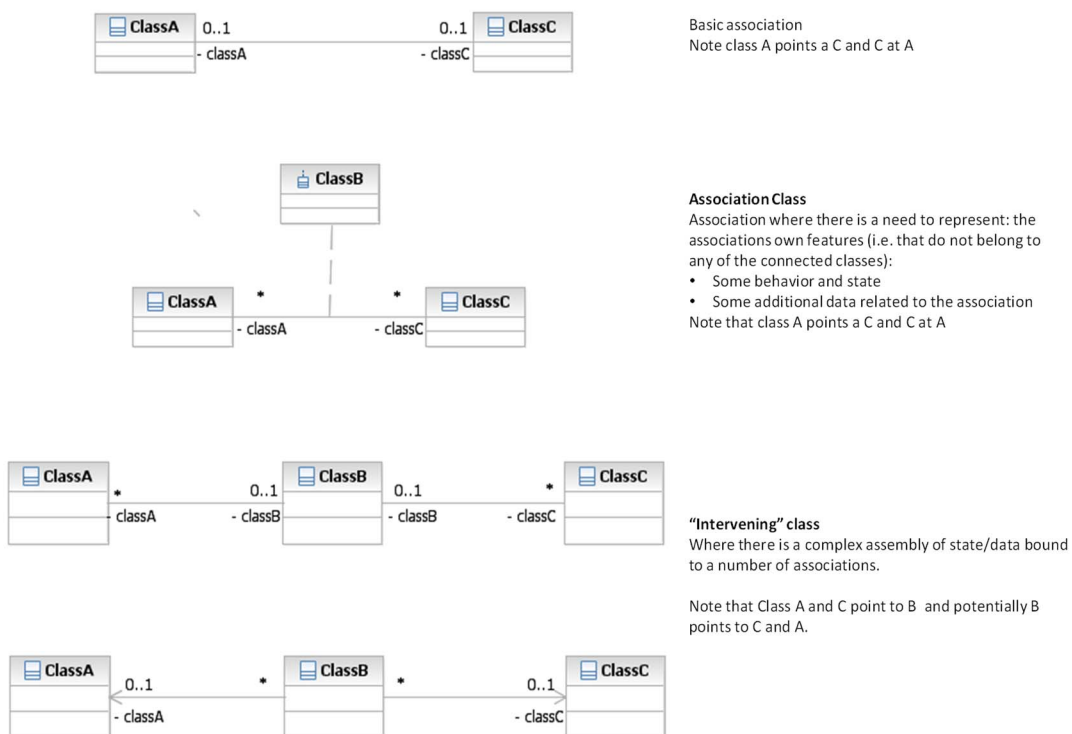 ClassA 0..1 0..1 ClassC
- classA - classC
Basic association
Note class A points a C and C at A
ClassB
ClassA * * ClassC
- classA - classC
Association Class
Association where there is a need to represent: the
associations own features (i.e. that do not belong to
any of the connected classes):
• Some behavior and state
• Some additional data related to the association
Note that class A points a C and C at A
ClassA * 0..1 ClassB 0..1 * ClassC
- classA - classB - classB - classC
“Intervening” class
Where there is a complex assembly of state/data bound
to a number of associations.
Note that Class A and C point to B and potentially B
points to C and A.
ClassA 0..1 * ClassB * 0..1 ClassC
- classA - classC